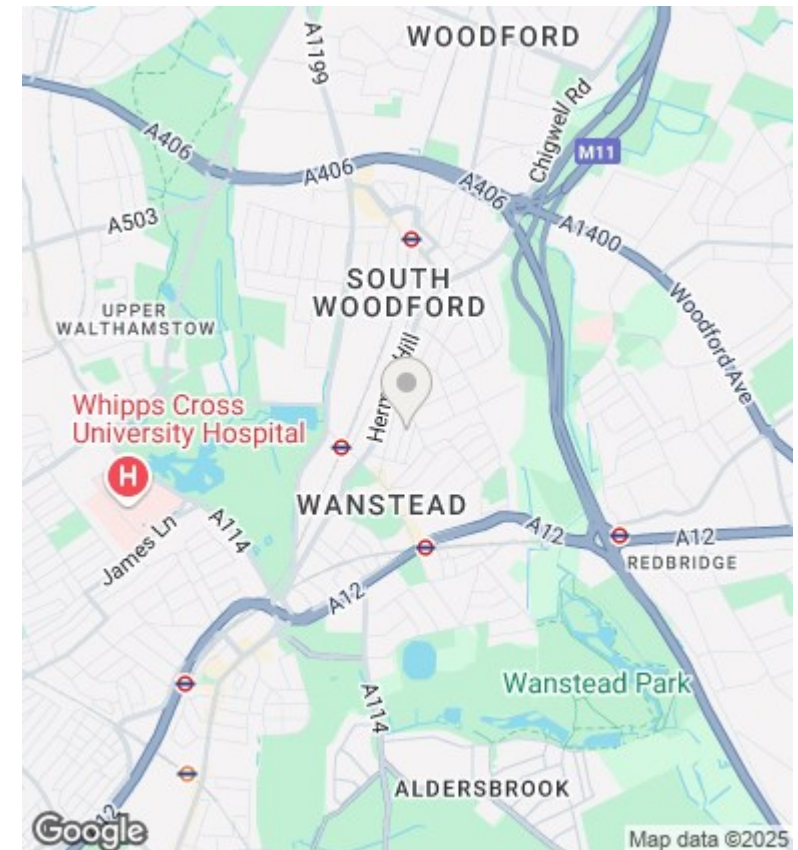 WOODFORD
A1199
Chigwell Rd
M11
A406
A406
A406
A1400
A503
SOUTH
WOODFORD
UPPER
WALTHAMSTOW
Woodford Ave
Hill
Whipps Cross
University Hospital
H
WANSTEAD
James Ln
A114
A12
A12
REDBRIDGE
A12
Wanstead Park
A114
ALDERSBROOK
Google
Map data ©2025